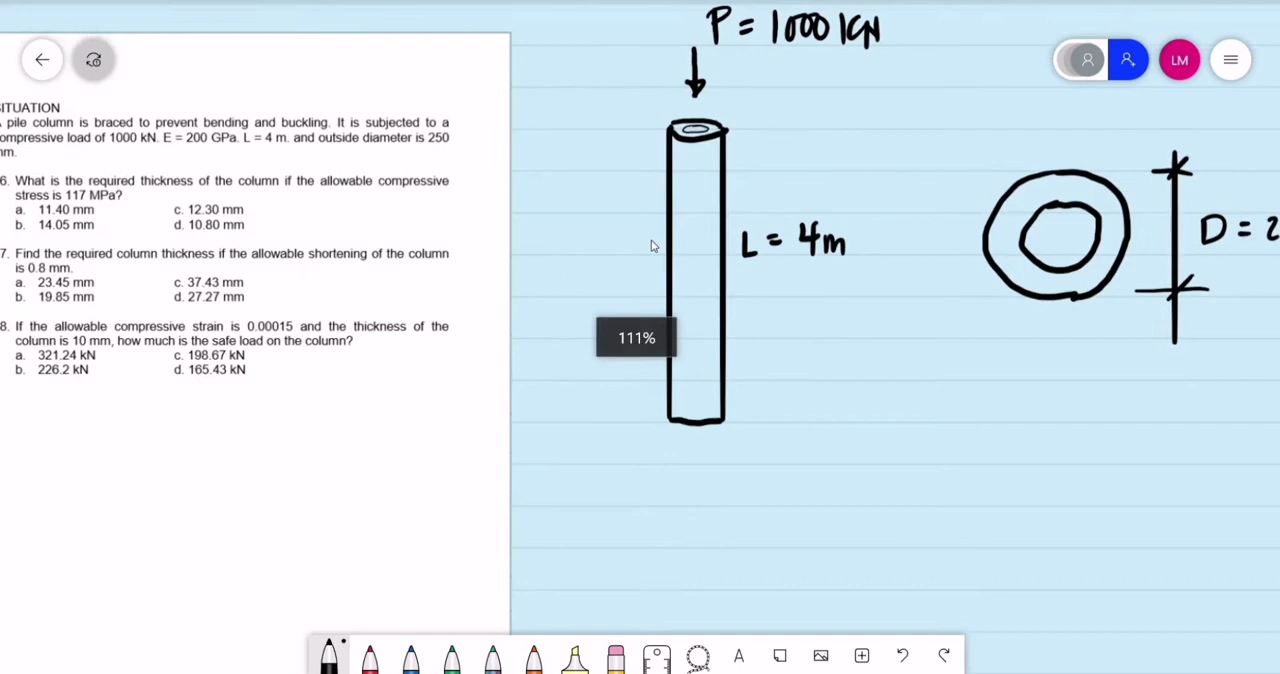 ITUATION
pile column is braced to prevent bending and buckling. It is subjected to a
ompressive load of 1000 kN. E = 200 GPa. L = 4 m. and outside diameter is 250
mm.
6. What is the required thickness of the column if the allowable compressive
stress is 117 MPa?
a. 11.40 mm c. 12.30 mm
b. 14.05 mm d. 10.80 mm
7. Find the required column thickness if the allowable shortening of the column
is 0.8 mm.
a. 23.45 mm c. 37.43 mm
b. 19.85 mm d. 27.27 mm
8. If the allowable compressive strain is 0.00015 and the thickness of the
column is 10 mm, how much is the safe load on the column?
a. 321.24 kN c. 198.67 kN
b. 226.2 kN d. 165.43 kN
P = 1000 KN
L = 4m
D = 2
111%
LM
A